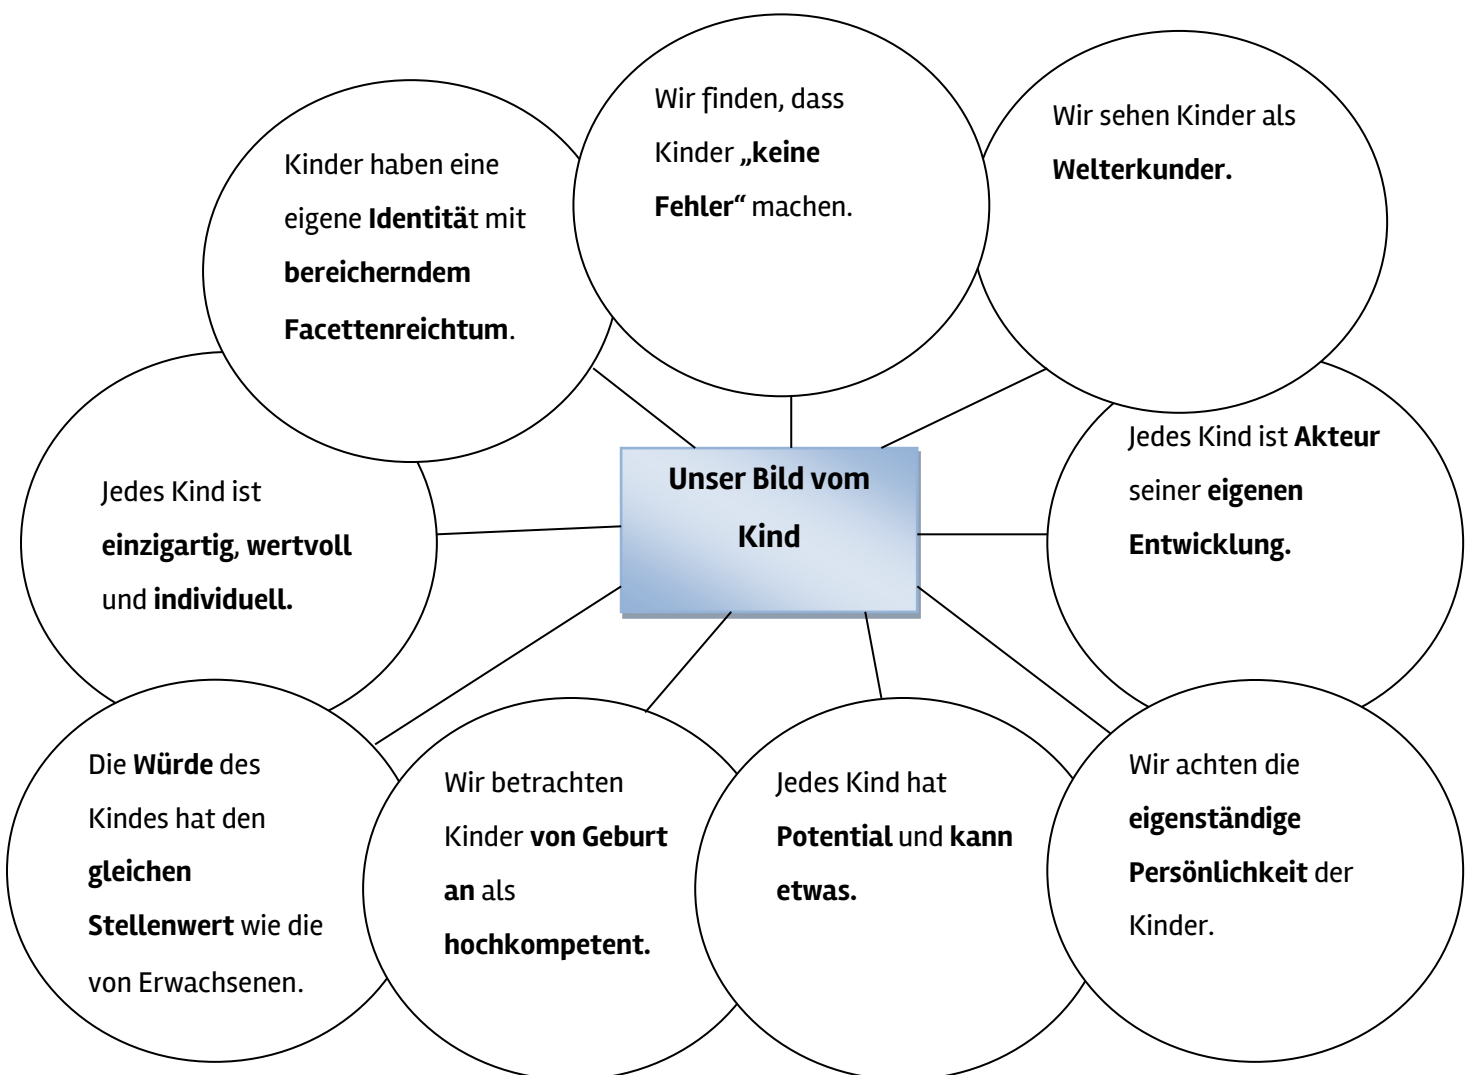 Wir finden, dass
Kinder „keine
Fehler“ machen.
Wir sehen Kinder als
Welterkunder.
Kinder haben eine
eigene Identität mit
bereicherndem
Facettenreichtum.
Jedes Kind ist Akteur
seiner eigenen
Entwicklung.
Unser Bild vom
Kind
Jedes Kind ist
einzigartig, wertvoll
und individuell.
Die Würde des
Kindes hat den
gleichen
Stellenwert wie die
von Erwachsenen.
Wir betrachten
Kinder von Geburt
an als
hochkompetent.
Jedes Kind hat
Potential und kann
etwas.
Wir achten die
eigenständige
Persönlichkeit der
Kinder.